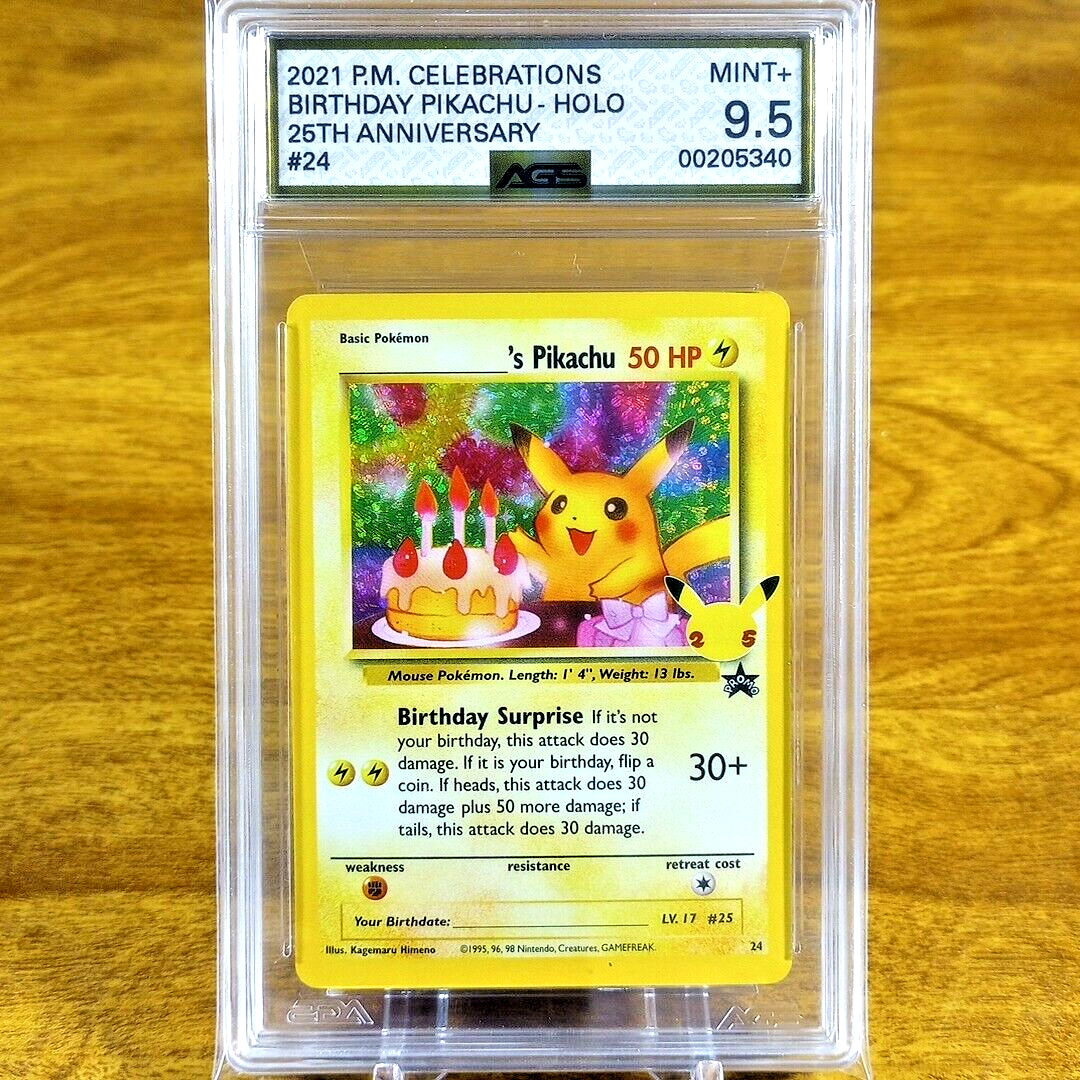 2021 P.M. CELEBRATIONS MINT+
BIRTHDAY PIKACHU - HOLO 9.5
25TH ANNIVERSARY
#24 00205340
AGS
Basic Pokémon
________'s Pikachu 50 HP
25
PROMO
Mouse Pokémon. Length: 1' 4", Weight: 13 lbs.
Birthday Surprise If it's not
your birthday, this attack does 30
damage. If it is your birthday, flip a
coin. If heads, this attack does 30
damage plus 50 more damage; if
tails, this attack does 30 damage.
30+
weakness resistance retreat cost
Your Birthdate:________ LV. 17 #25
Illus. Kagemaru Himeno ©1995, 96, 98 Nintendo, Creatures, GAMEFREAK. 24